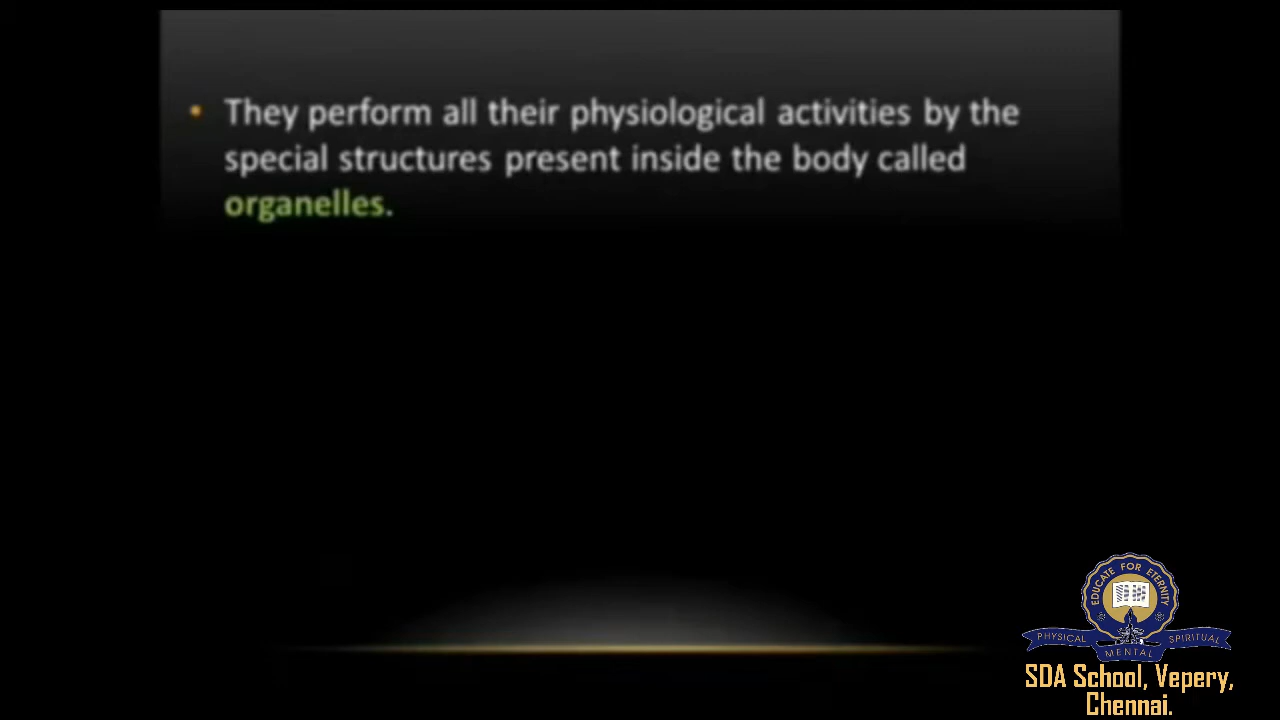 • They perform all their physiological activities by the
special structures present inside the body called
organelles.
EDUCATE FOR ETERNITY
PHYSICAL
MENTAL
SPIRITUAL
SDA School, Vepery,
Chennai.